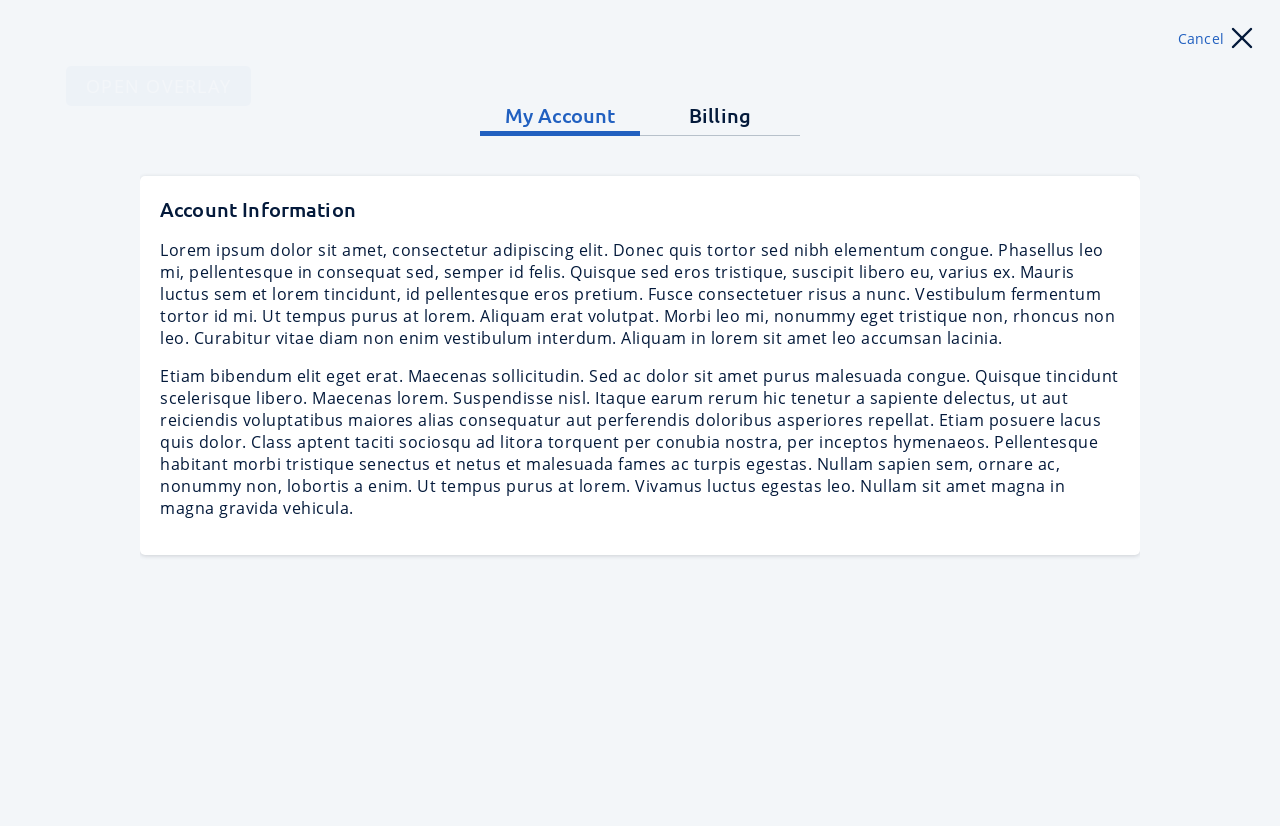 Cancel
OPEN OVERLAY
My Account
Billing
Account Information
Lorem ipsum dolor sit amet, consectetur adipiscing elit. Donec quis tortor sed nibh elementum congue. Phasellus leo
mi, pellentesque in consequat sed, semper id felis. Quisque sed eros tristique, suscipit libero eu, varius ex. Mauris
luctus sem et lorem tincidunt, id pellentesque eros pretium. Fusce consectetuer risus a nunc. Vestibulum fermentum
tortor id mi. Ut tempus purus at lorem. Aliquam erat volutpat. Morbi leo mi, nonummy eget tristique non, rhoncus non
leo. Curabitur vitae diam non enim vestibulum interdum. Aliquam in lorem sit amet leo accumsan lacinia.
Etiam bibendum elit eget erat. Maecenas sollicitudin. Sed ac dolor sit amet purus malesuada congue. Quisque tincidunt
scelerisque libero. Maecenas lorem. Suspendisse nisl. Itaque earum rerum hic tenetur a sapiente delectus, ut aut
reiciendis voluptatibus maiores alias consequatur aut perferendis doloribus asperiores repellat. Etiam posuere lacus
quis dolor. Class aptent taciti sociosqu ad litora torquent per conubia nostra, per inceptos hymenaeos. Pellentesque
habitant morbi tristique senectus et netus et malesuada fames ac turpis egestas. Nullam sapien sem, ornare ac,
nonummy non, lobortis a enim. Ut tempus purus at lorem. Vivamus luctus egestas leo. Nullam sit amet magna in
magna gravida vehicula.